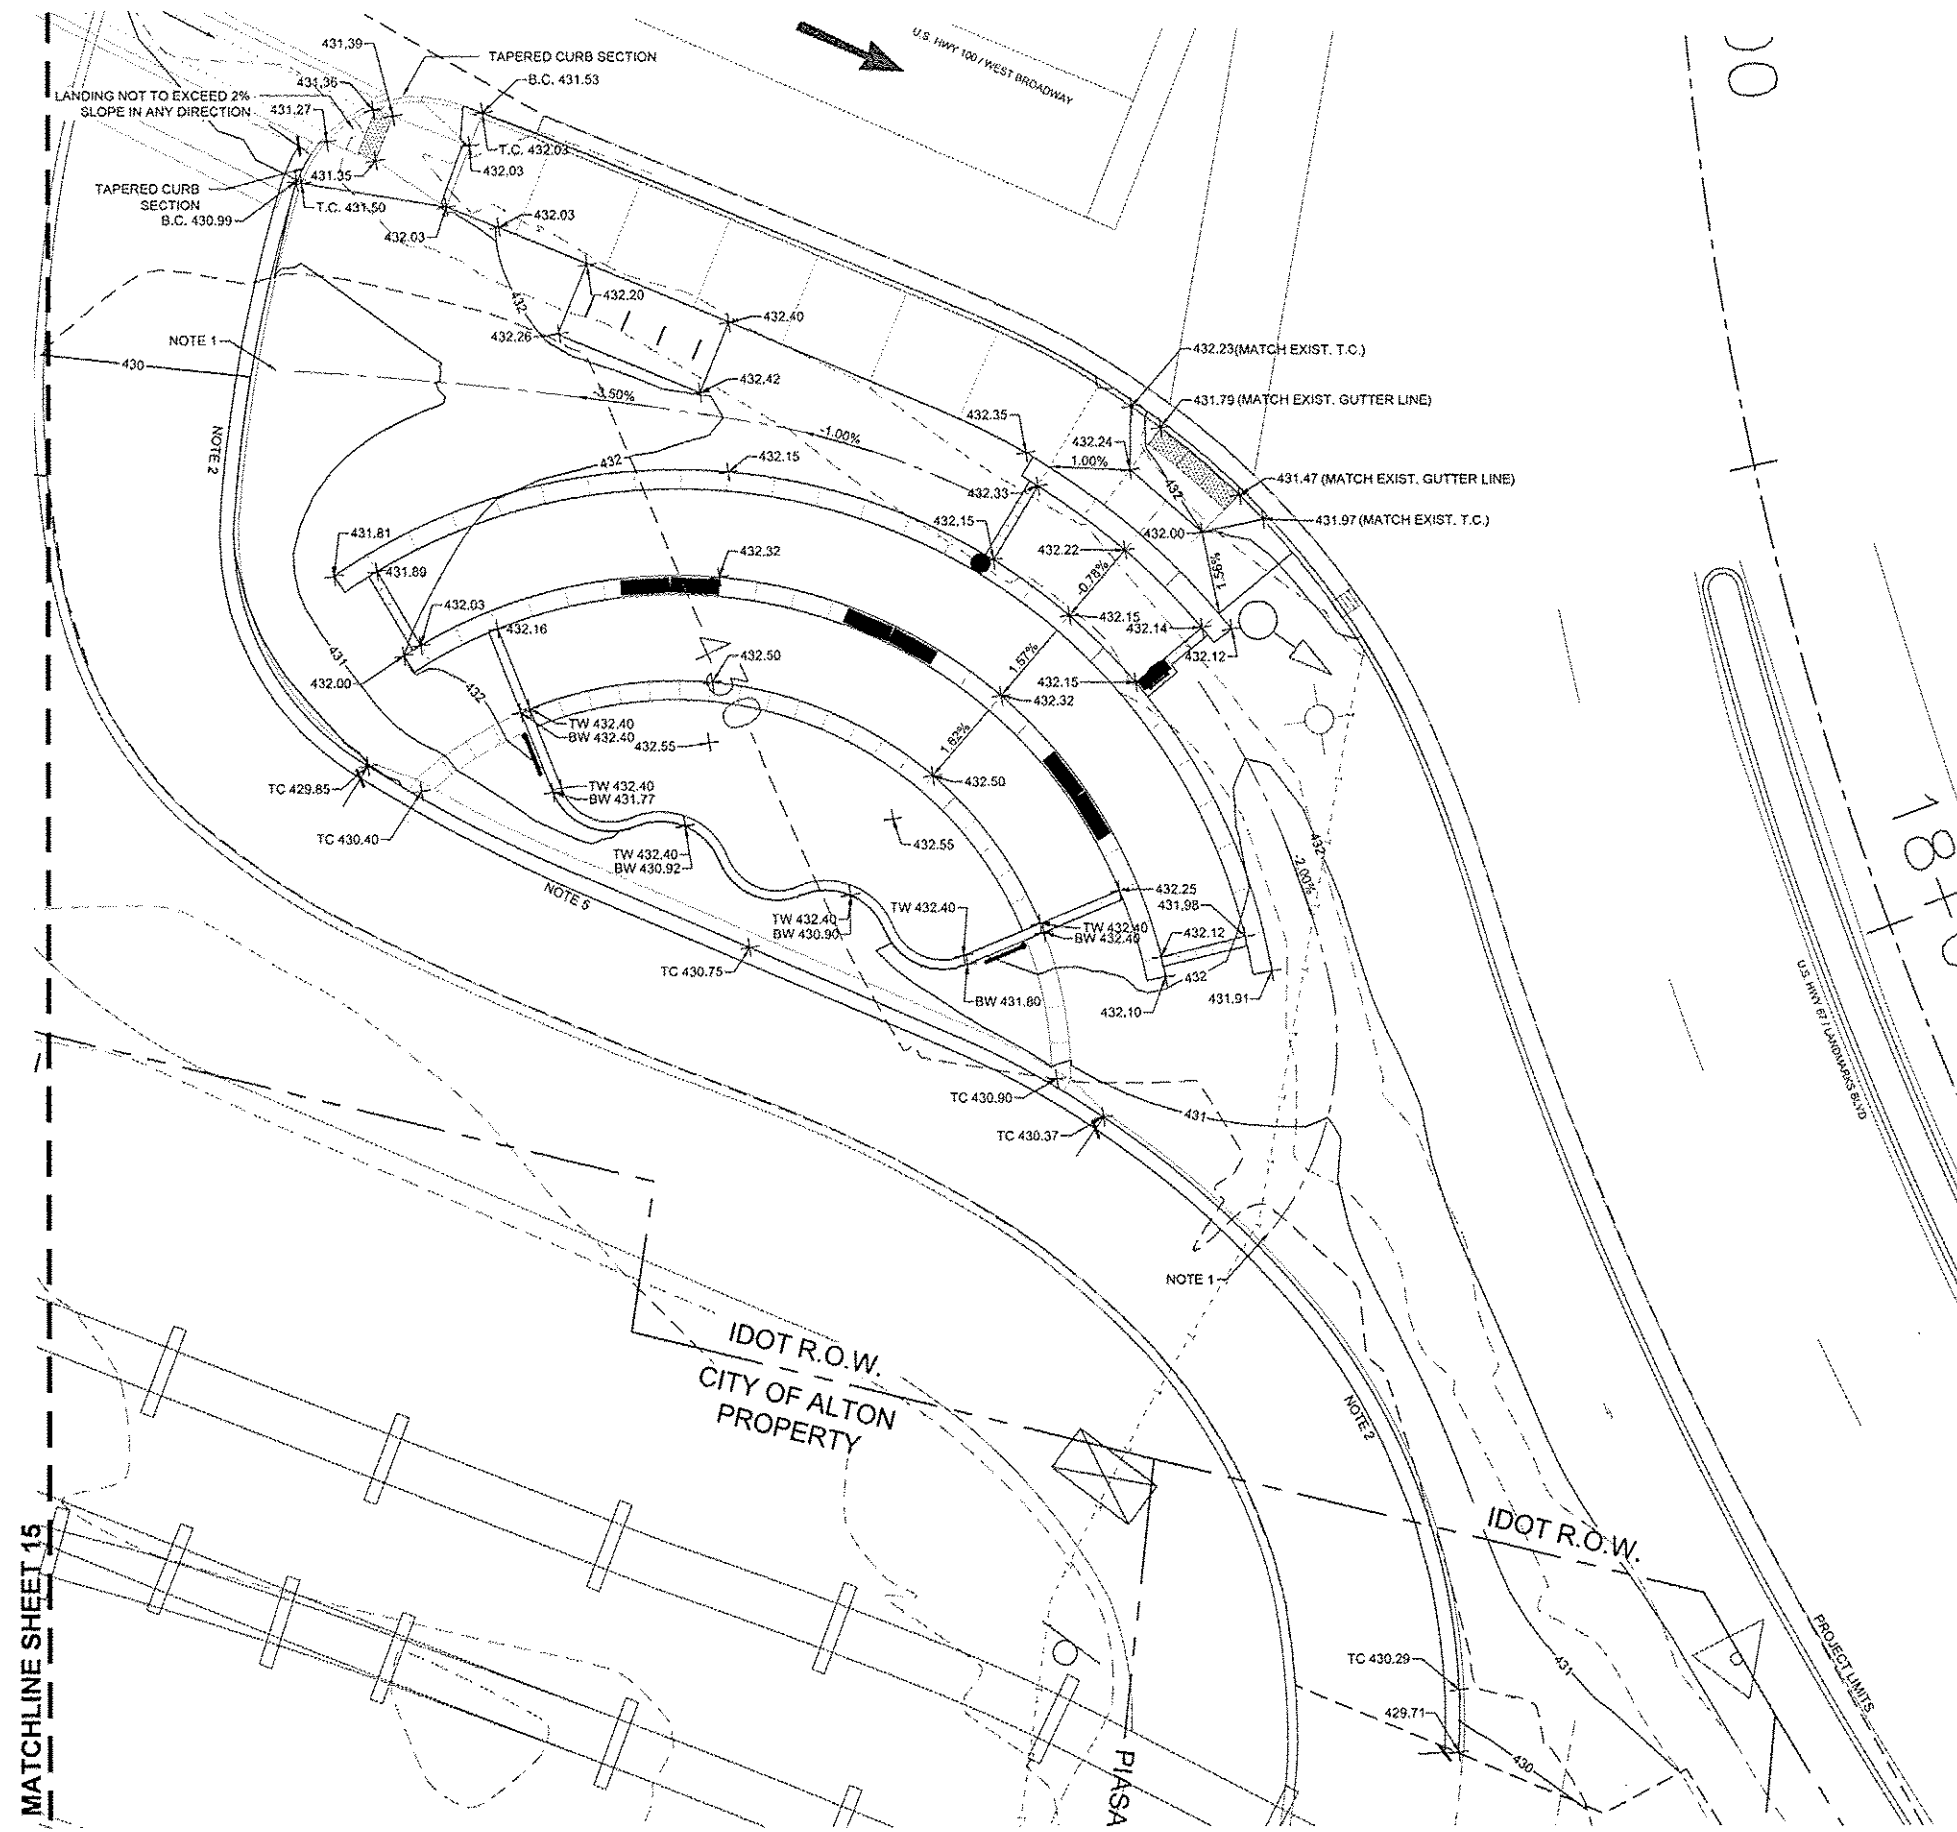 431.39
TAPERED CURB SECTION
B.C. 431.53
U.S. HWY 100 / WEST BROADWAY
00
431.36
LANDING NOT TO EXCEED 2%
SLOPE IN ANY DIRECTION
431.27
T.C. 432.03
432.03
431.35
TAPERED CURB
SECTION
B.C. 430.99
T.C. 431.50
432.03
432.03
432
432.20
432.40
432.26
NOTE 1
430
432.23(MATCH EXIST. T.C.)
432.42
-3.50%
431.79 (MATCH EXIST. GUTTER LINE)
432.35
-1.00%
432.24
1.00%
NOTE 2
432
432.15
431.47 (MATCH EXIST. GUTTER LINE)
432.33
432
432.15
431.97 (MATCH EXIST. T.C.)
432.00
431.81
432.32
432.22
1.56%
431.89
-0.78%
432.03
432.15
432.14
432.16
432.12
431
432.50
1.57%
432.00
432
432.15
432.32
TW 432.40
BW 432.40
432.55
1.82%
432.50
TC 429.85
TW 432.40
BW 431.77
18+0
TC 430.40
432.55
432
TW 432.40
BW 430.92
-2.00%
NOTE 5
432.25
431.98
TW 432.40
TW 432.40
BW 430.90
TW 432.40
BW 432.40
432.12
TC 430.75
432
BW 431.80
432.10
431.91
U.S. HWY 67 / LANDMARKS BLVD
TC 430.90
431
TC 430.37
NOTE 1
IDOT R.O.W.
CITY OF ALTON
PROPERTY
NOTE 2
IDOT R.O.W.
MATCHLINE SHEET 15
TC 430.29
431
PROJECT LIMITS
429.71
430
PIASA